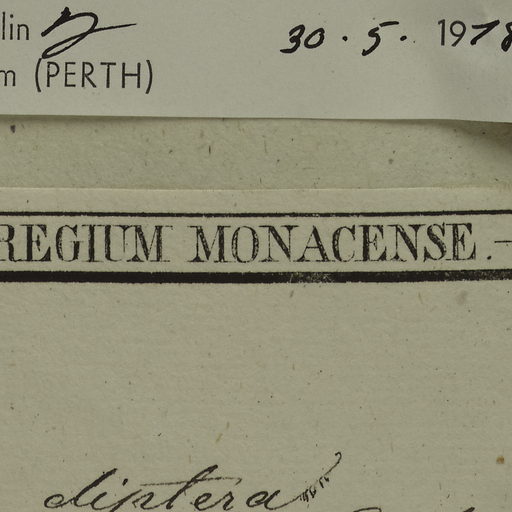 lin
30 . 5 . 1978
m (PERTH)
REGIUM MONACENSE.—
diptera